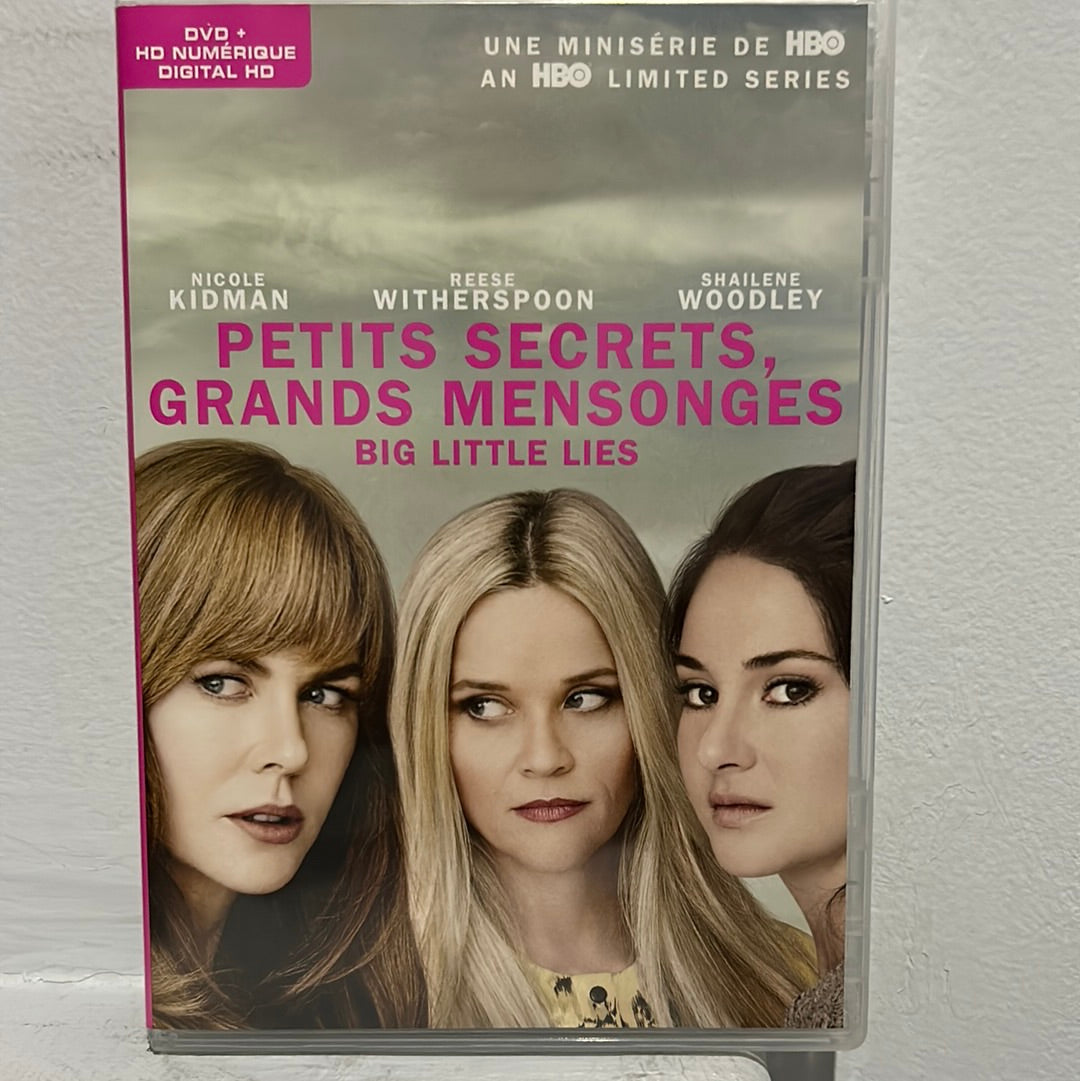 DVD +
HD NUMÉRIQUE
DIGITAL HD
UNE MINISÉRIE DE HBO
AN HBO LIMITED SERIES
NICOLE
KIDMAN
REESE
WITHERSPOON
SHAILENE
WOODLEY
PETITS SECRETS,
GRANDS MENSONGES
BIG LITTLE LIES